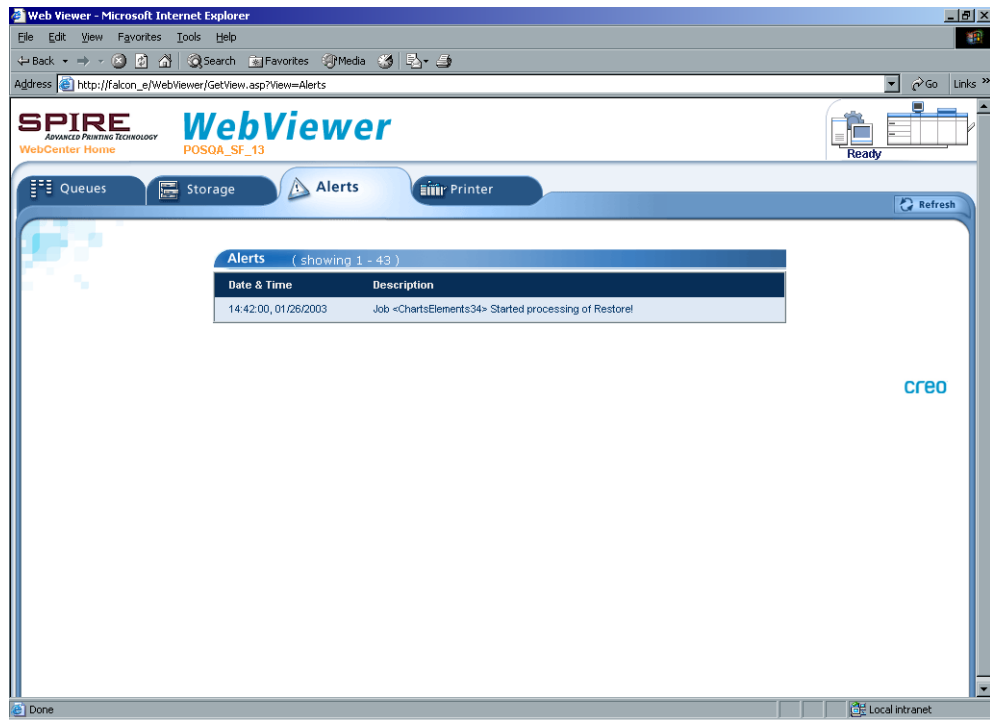 Web Viewer - Microsoft Internet Explorer
File Edit View Favorites Tools Help
Back Search Favorites Media
Address http://falcon_e/WebViewer/GetView.asp?View=Alerts Go Links »
SPIRE
ADVANCED PRINTING TECHNOLOGY
WebCenter Home
WebViewer
POSQA_SF_13
Ready
Queues Storage Alerts Printer
Refresh
Alerts ( showing 1 - 43 )
Date & Time Description
14:42:00, 01/26/2003 Job <ChartsElements34> Started processing of Restore!
creo
Done Local intranet